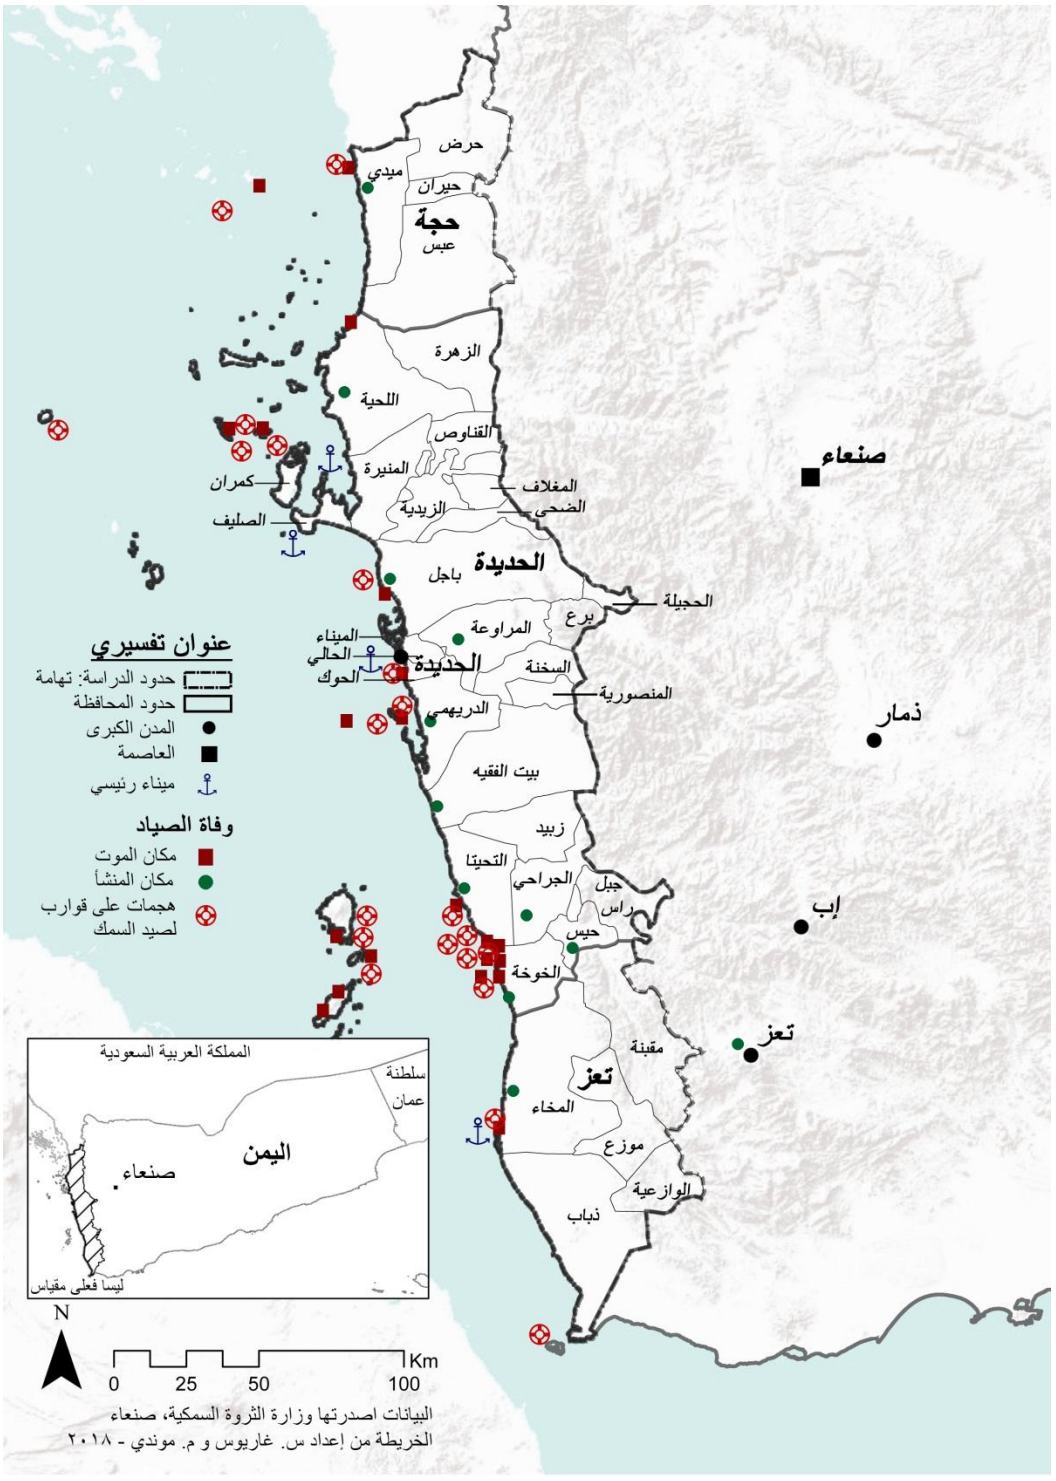 حرض
ميدي
حيران
حجة
عبس
الزهرة
اللحية
القناوص
المنيرة
كمران
المغلاف
الضحى
الزيدية
الصليف
صنعاء
باجل
الحديدة
الحجيلة
برع
المراوعة
الميناء
الحالي
الحديدة
السخنة
الحوك
المنصورية
الدريهمي
عنوان تفسيري
حدود الدراسة: تهامة
حدود المحافظة
المدن الكبرى
العاصمة
ميناء رئيسي
وفاة الصياد
مكان الموت
مكان المنشأ
هجمات على قوارب
لصيد السمك
ذمار
بيت الفقيه
زبيد
التحيتا
الجراحي
جبل
راس
حيس
إب
الخوخة
تعز
مقبنة
تعز
المخاء
موزع
الوازعية
ذباب
المملكة العربية السعودية
سلطنة
عمان
اليمن
صنعاء
ليسا فعلى مقياس
N
Km
0 25 50 100
البيانات اصدرتها وزارة الثروة السمكية، صنعاء
الخريطة من إعداد س. غاريوس و م. موندي - ٢٠١٨